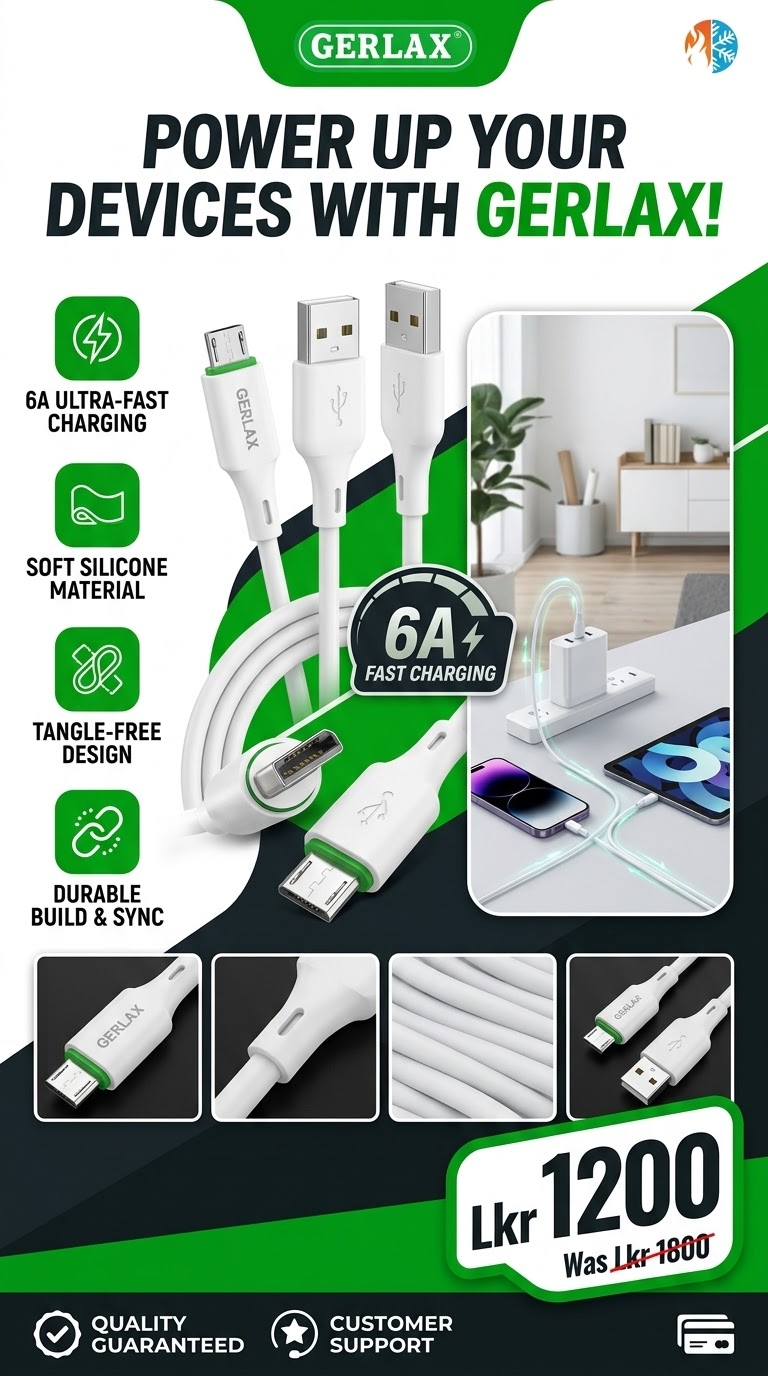 GERLAX®
POWER UP YOUR
DEVICES WITH GERLAX!
6A ULTRA-FAST
CHARGING
SOFT SILICONE
MATERIAL
TANGLE-FREE
DESIGN
DURABLE
BUILD & SYNC
GERLAX
6A
FAST CHARGING
GERLAX
Lkr 1200
Was Lkr 1800
QUALITY
GUARANTEED
CUSTOMER
SUPPORT